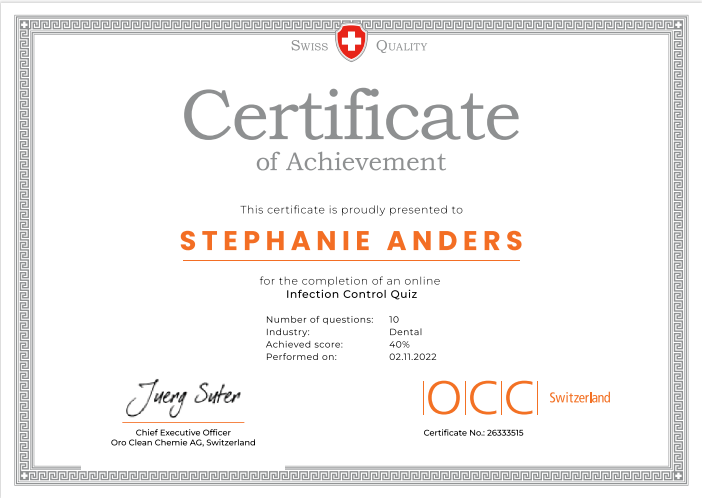 Swiss Quality
Certificate
of Achievement
This certificate is proudly presented to
STEPHANIE ANDERS
for the completion of an online
Infection Control Quiz
Number of questions: 10
Industry: Dental
Achieved score: 40%
Performed on: 02.11.2022
Juerg Suter
OCC Switzerland
Chief Executive Officer
Oro Clean Chemie AG, Switzerland
Certificate No.: 26333515